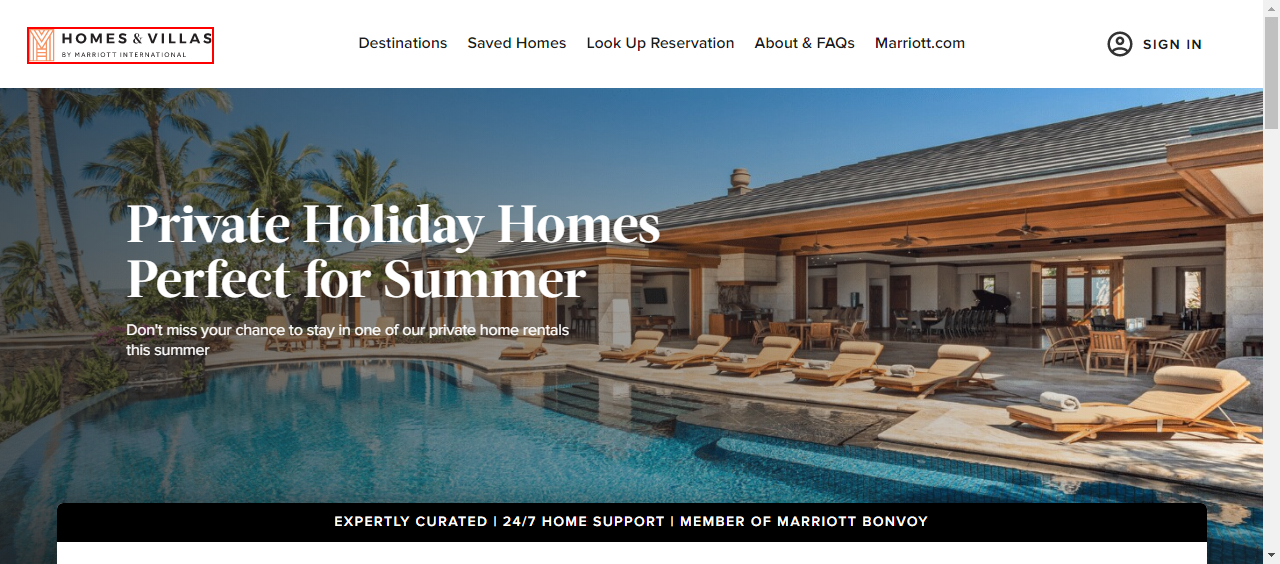 HOMES & VILLAS
BY MARRIOTT INTERNATIONAL
Destinations
Saved Homes
Look Up Reservation
About & FAQs
Marriott.com
SIGN IN
Private Holiday Homes
Perfect for Summer
Don't miss your chance to stay in one of our private home rentals
this summer
EXPERTLY CURATED | 24/7 HOME SUPPORT | MEMBER OF MARRIOTT BONVOY